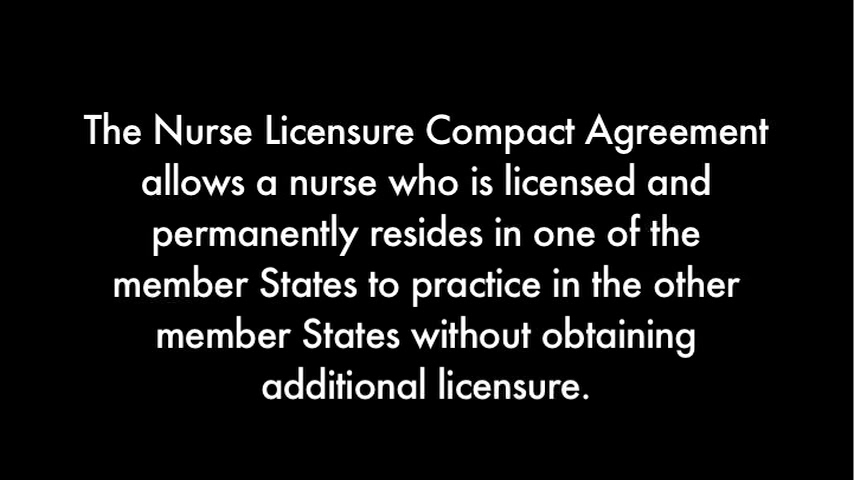 The Nurse Licensure Compact Agreement
allows a nurse who is licensed and
permanently resides in one of the
member States to practice in the other
member States without obtaining
additional licensure.